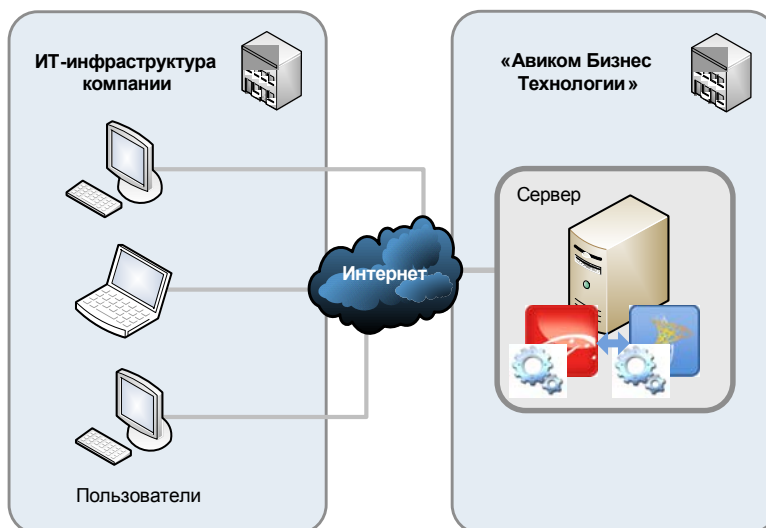 ИТ-инфраструктура
компании
«Авиком Бизнес
Технологии»
Сервер
Интернет
Пользователи